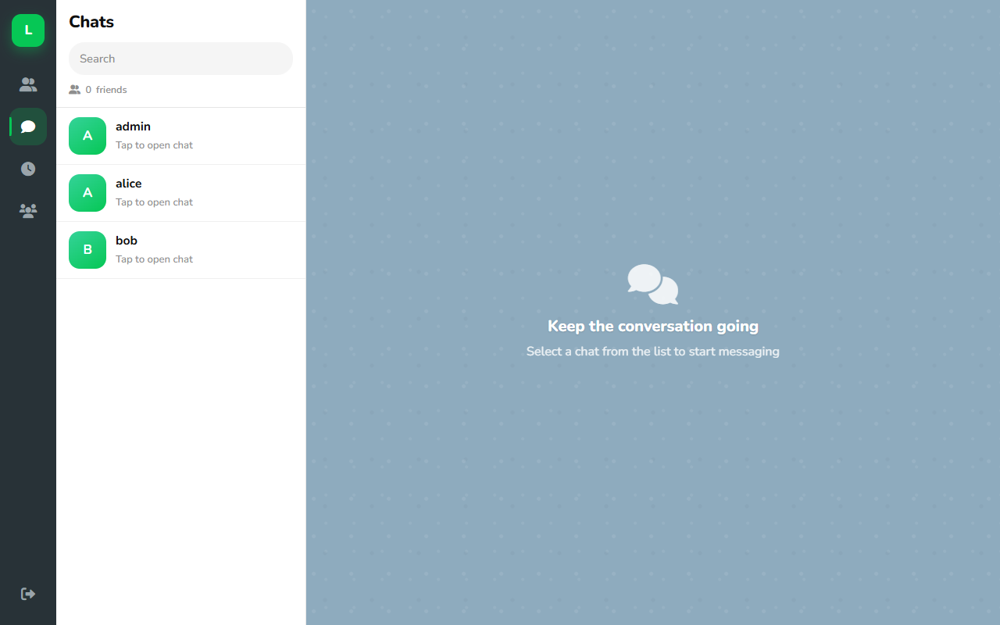 L
Chats
Search
0 friends
A
admin
Tap to open chat
A
alice
Tap to open chat
B
bob
Tap to open chat
Keep the conversation going
Select a chat from the list to start messaging